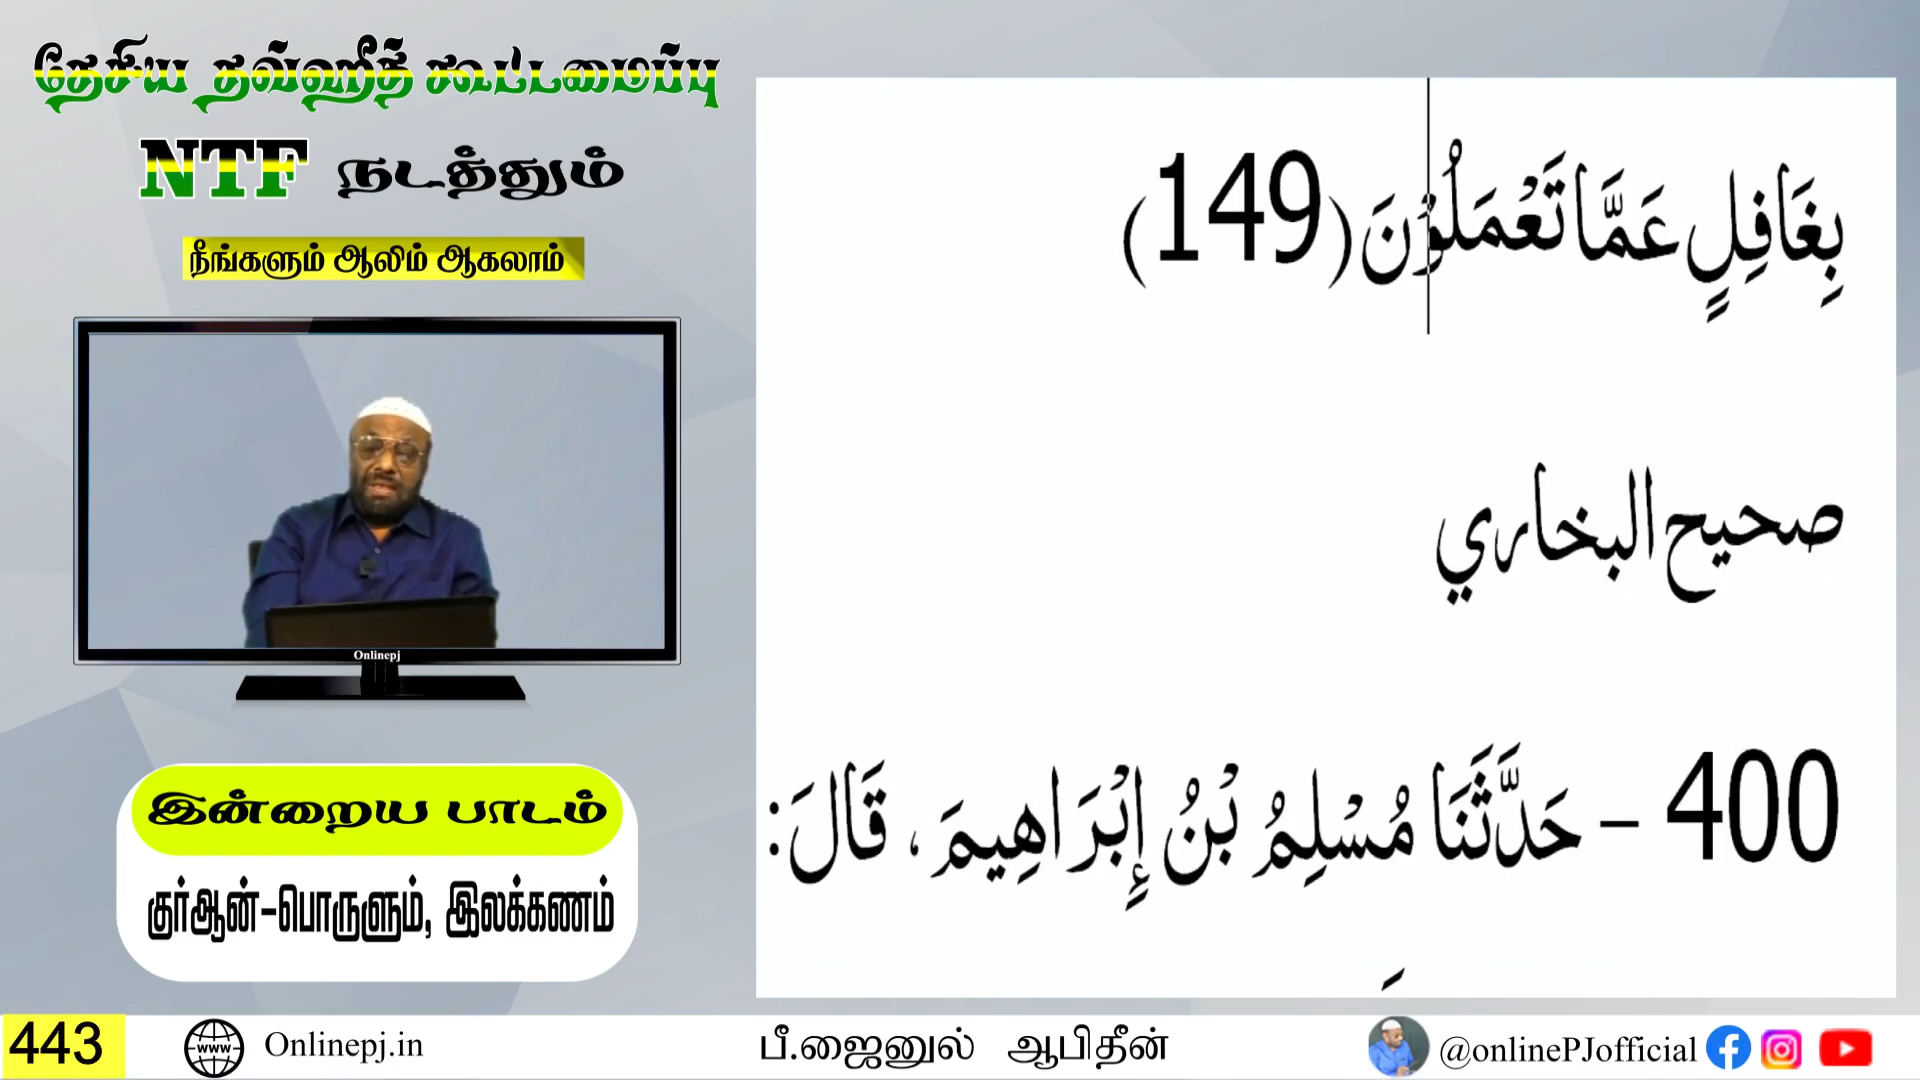 தேசிய தவ்ஹீத் கூட்டமைப்பு
NTF நடத்தும்
நீங்களும் ஆலிம் ஆகலாம்
Onlinepj
இன்றைய பாடம்
குர்ஆன்-பொருளும், இலக்கணம்
بِغَافِلٍ عَمَّا تَعْمَلُوْنَ (149)
صحيح البخاري
400 – حَدَّثَنَا مُسْلِمُ بْنُ إِبْرَاهِيمَ، قَالَ:
443
www
Onlinepj.in
பீ.ஜைனுல் ஆபிதீன்
@onlinePJofficial